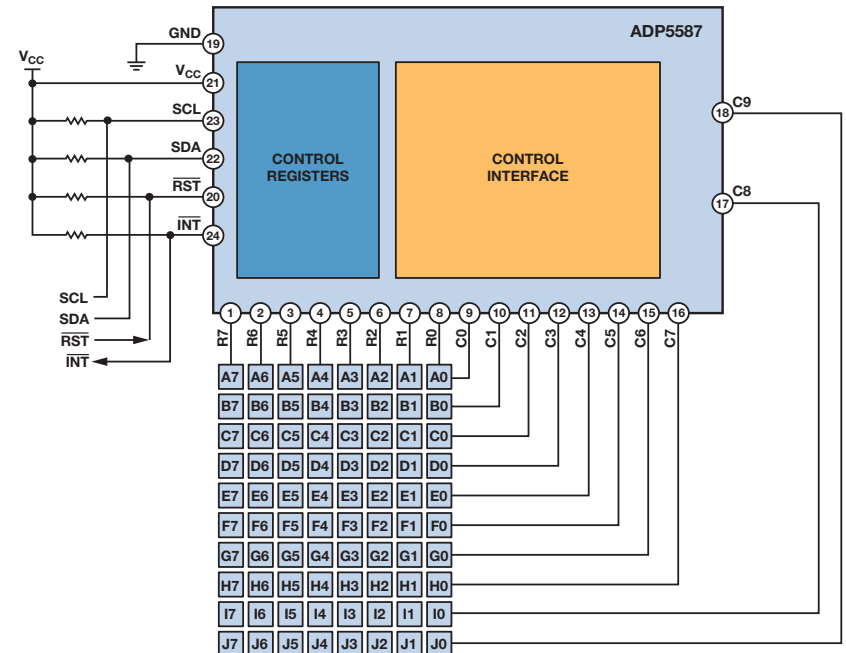 ADP5587
GND
19
VCC
VCC
21
SCL
23
SDA
22
RST
20
INT
24
CONTROL
REGISTERS
CONTROL
INTERFACE
18
C9
17
C8
SCL
SDA
RST
INT
1 2 3 4 5 6 7 8 9 10 11 12 13 14 15 16
R7 R6 R5 R4 R3 R2 R1 R0 C0 C1 C2 C3 C4 C5 C6 C7
A7 A6 A5 A4 A3 A2 A1 A0
B7 B6 B5 B4 B3 B2 B1 B0
C7 C6 C5 C4 C3 C2 C1 C0
D7 D6 D5 D4 D3 D2 D1 D0
E7 E6 E5 E4 E3 E2 E1 E0
F7 F6 F5 F4 F3 F2 F1 F0
G7 G6 G5 G4 G3 G2 G1 G0
H7 H6 H5 H4 H3 H2 H1 H0
I7 I6 I5 I4 I3 I2 I1 I0
J7 J6 J5 J4 J3 J2 J1 J0